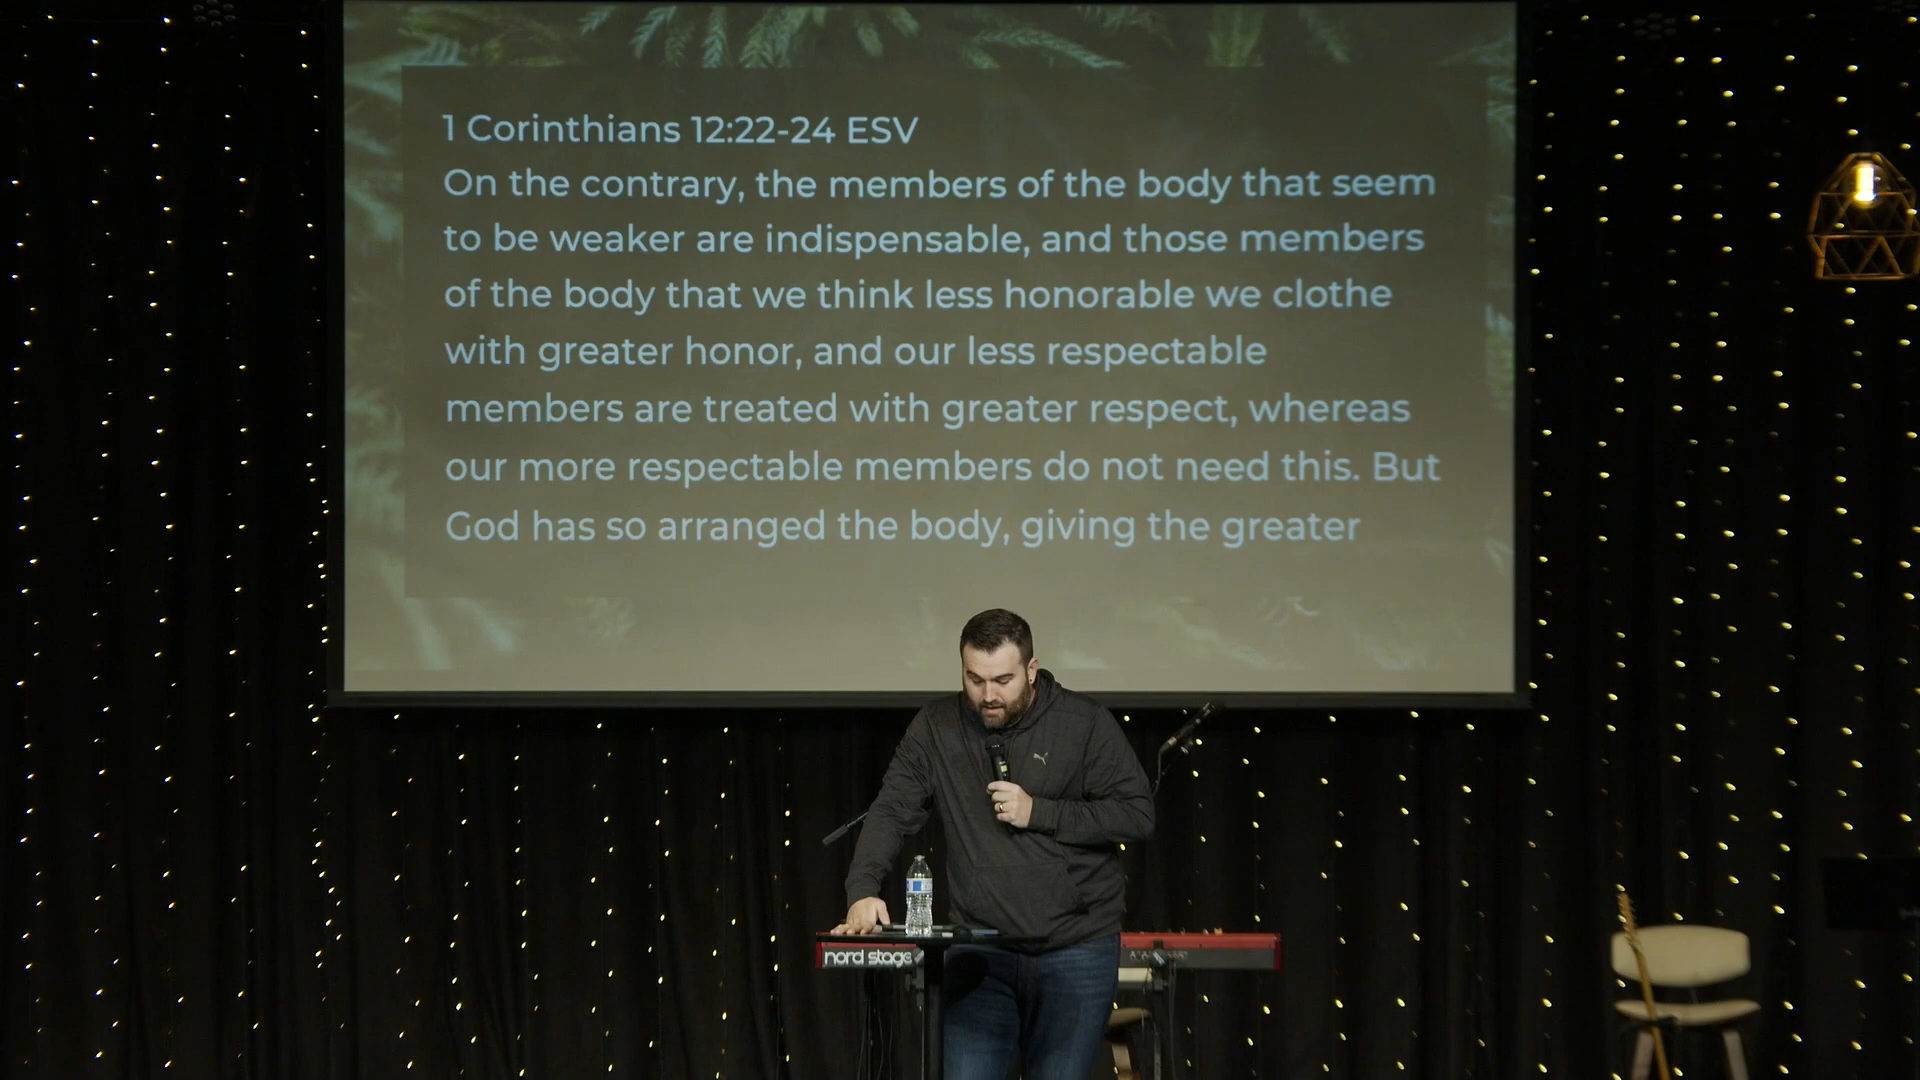 1 Corinthians 12:22-24 ESV
On the contrary, the members of the body that seem
to be weaker are indispensable, and those members
of the body that we think less honorable we clothe
with greater honor, and our less respectable
members are treated with greater respect, whereas
our more respectable members do not need this. But
God has so arranged the body, giving the greater
nord stage